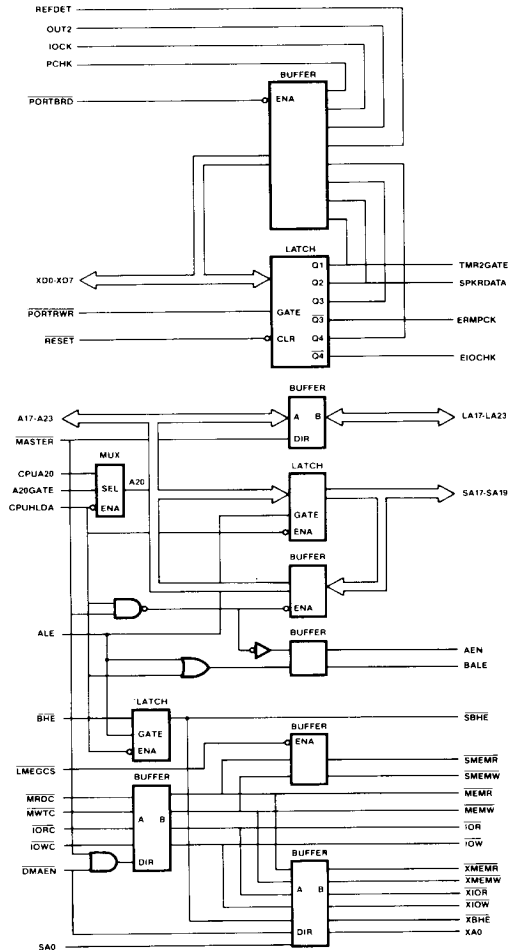 REFDET
OUT2
IOCK
PCHK
BUFFER
PORTBRD
ENA
LATCH
Q1
TMR2GATE
XD0-XD7
Q2
SPKRDATA
Q3
PORTRWR
GATE
Q3
ERMPCK
RESET
CLR
Q4
Q4
EIOCHK
BUFFER
A17-A23
A
B
LA17-LA23
MASTER
DIR
MUX
LATCH
CPUA20
A20GATE
SEL
A20
SA17-SA19
CPUHLDA
ENA
GATE
ENA
BUFFER
ENA
ALE
BUFFER
AEN
BALE
LATCH
BHE
SBHE
GATE
BUFFER
ENA
ENA
LMEGCS
SMEMR
BUFFER
SMEMW
MRDC
MEMR
MWTC
A
B
MEMW
IORC
IOR
IOWC
IOW
BUFFER
DIR
XMEMR
DMAEN
A
B
XMEMW
XIOR
XIOW
XBHE
DIR
XA0
SA0